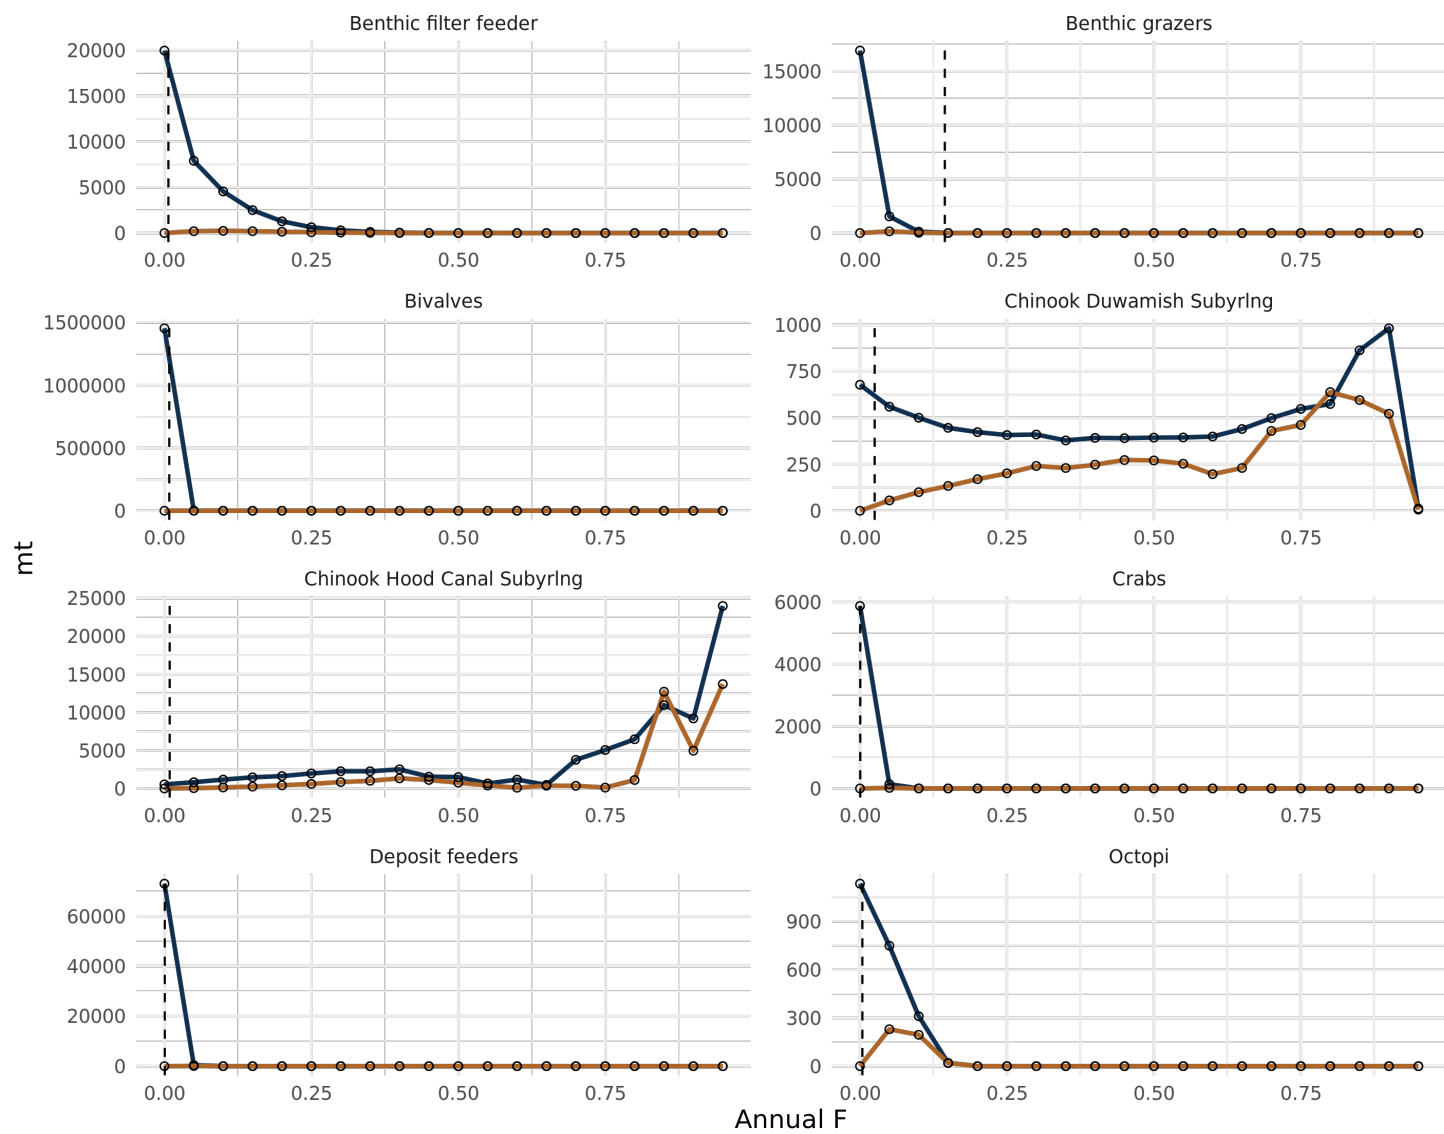 Benthic filter feeder
20000
15000
10000
5000
0
0.00 0.25 0.50 0.75
Benthic grazers
15000
10000
5000
0
0.00 0.25 0.50 0.75
Bivalves
1500000
1000000
500000
0
0.00 0.25 0.50 0.75
Chinook Duwamish Subyrlng
1000
750
500
250
0
0.00 0.25 0.50 0.75
mt
Chinook Hood Canal Subyrlng
25000
20000
15000
10000
5000
0
0.00 0.25 0.50 0.75
Crabs
6000
4000
2000
0
0.00 0.25 0.50 0.75
Deposit feeders
60000
40000
20000
0
0.00 0.25 0.50 0.75
Octopi
900
600
300
0
0.00 0.25 0.50 0.75
Annual F